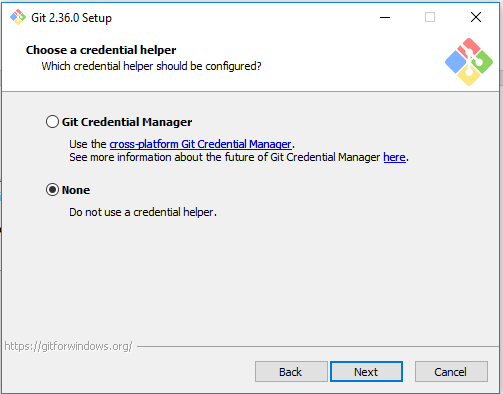 Git 2.36.0 Setup
Choose a credential helper
Which credential helper should be configured?
Git Credential Manager
Use the cross-platform Git Credential Manager.
See more information about the future of Git Credential Manager here.
None
Do not use a credential helper.
https://gitforwindows.org/
Back Next Cancel